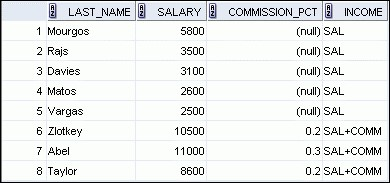 LAST_NAME SALARY COMMISSION_PCT INCOME
1 Mourgos 5800 (null) SAL
2 Rajs 3500 (null) SAL
3 Davies 3100 (null) SAL
4 Matos 2600 (null) SAL
5 Vargas 2500 (null) SAL
6 Zlotkey 10500 0.2 SAL+COMM
7 Abel 11000 0.3 SAL+COMM
8 Taylor 8600 0.2 SAL+COMM